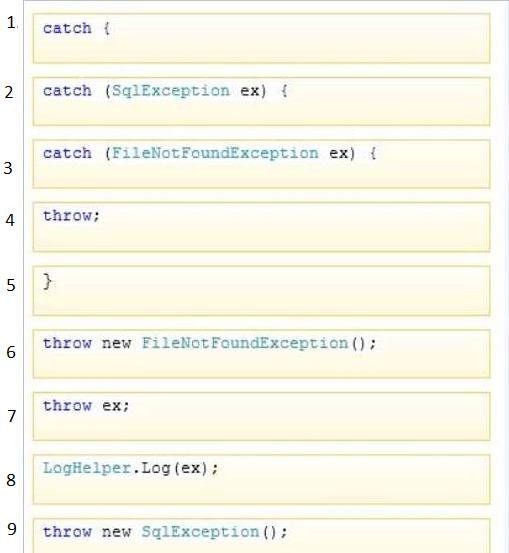 1. catch {
2 catch (SqlException ex) {
3 catch (FileNotFoundException ex) {
4 throw;
5 }
6 throw new FileNotFoundException();
7 throw ex;
8 LogHelper.Log(ex);
9 throw new SqlException();